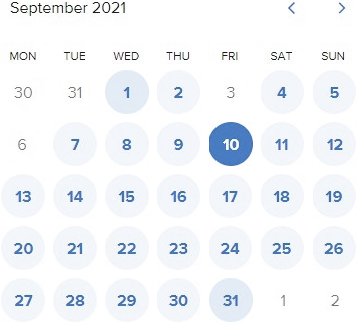 September 2021
MON TUE WED THU FRI SAT SUN
30 31 1 2 3 4 5
6 7 8 9 10 11 12
13 14 15 16 17 18 19
20 21 22 23 24 25 26
27 28 29 30 31 1 2